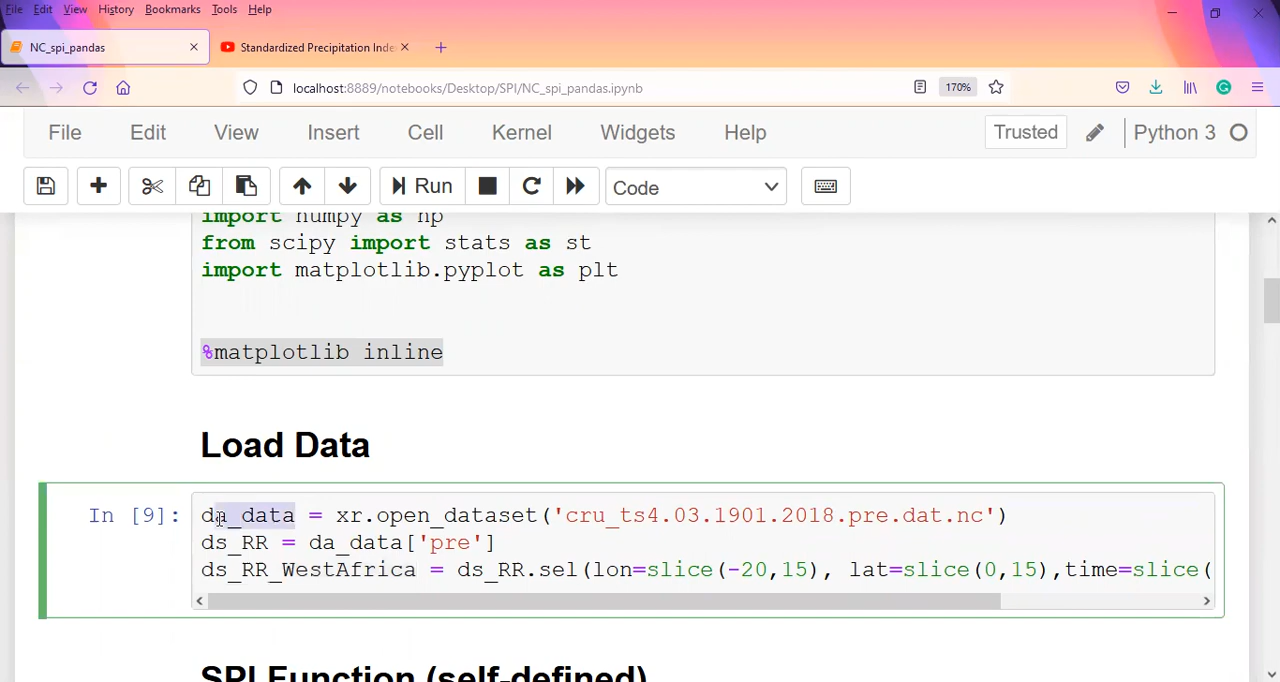 File Edit View History Bookmarks Tools Help
NC_spi_pandas
Standardized Precipitation Inde
localhost:8889/notebooks/Desktop/SPI/NC_spi_pandas.ipynb
170%
File Edit View Insert Cell Kernel Widgets Help
Trusted
Python 3
Run
Code
import numpy as np
from scipy import stats as st
import matplotlib.pyplot as plt
%matplotlib inline
Load Data
In [9]:
da_data = xr.open_dataset('cru_ts4.03.1901.2018.pre.dat.nc')
ds_RR = da_data['pre']
ds_RR_WestAfrica = ds_RR.sel(lon=slice(-20,15), lat=slice(0,15),time=slice(
SPI Function (self-defined)